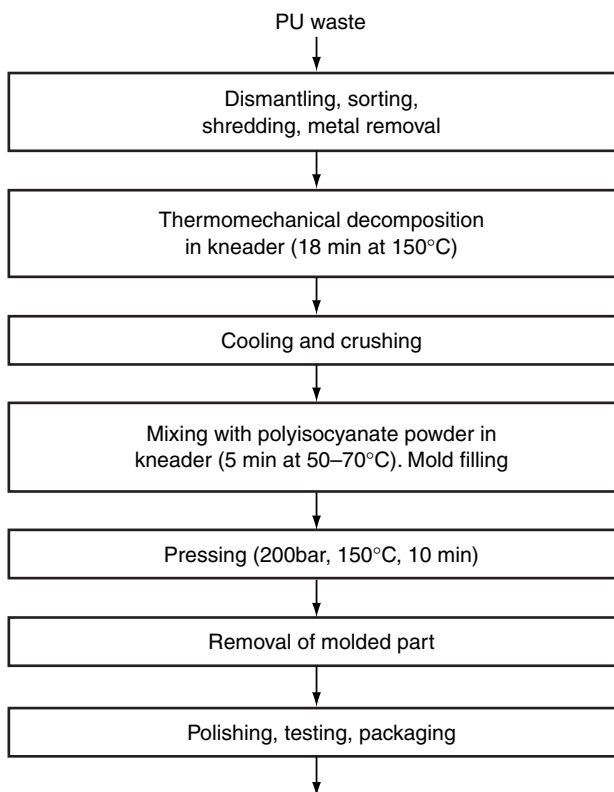 PU waste
Dismantling, sorting,
shredding, metal removal
Thermomechanical decomposition
in kneader (18 min at 150°C)
Cooling and crushing
Mixing with polyisocyanate powder in
kneader (5 min at 50–70°C). Mold filling
Pressing (200bar, 150°C, 10 min)
Removal of molded part
Polishing, testing, packaging